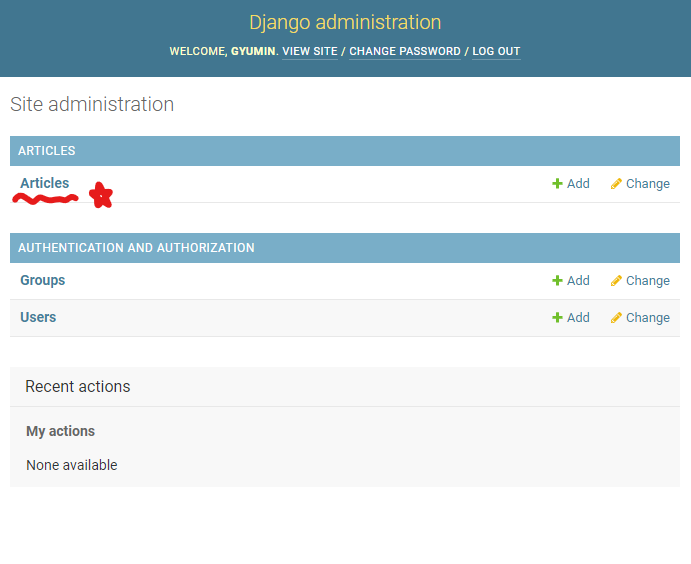 Django administration
WELCOME, GYUMIN. VIEW SITE / CHANGE PASSWORD / LOG OUT
Site administration
ARTICLES
Articles Add Change
AUTHENTICATION AND AUTHORIZATION
Groups Add Change
Users Add Change
Recent actions
My actions
None available